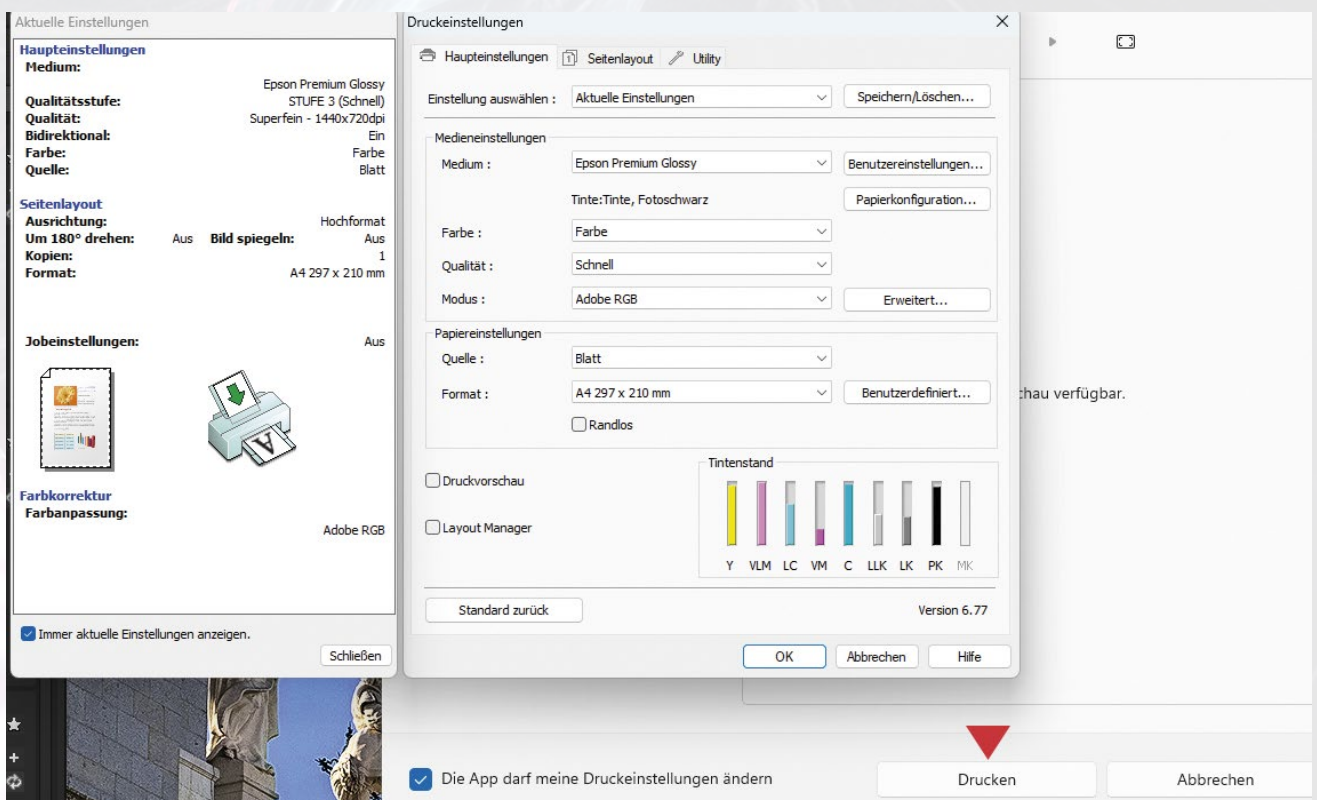 Aktuelle Einstellungen
Haupteinstellungen
Medium:
Epson Premium Glossy
Qualitätsstufe: STUFE 3 (Schnell)
Qualität: Superfein - 1440x720dpi
Bidirektional: Ein
Farbe: Farbe
Quelle: Blatt
Seitenlayout
Ausrichtung: Hochformat
Um 180° drehen: Aus Bild spiegeln: Aus
Kopien: 1
Format: A4 297 x 210 mm
Jobeinstellungen: Aus
A
Farbkorrektur
Farbanpassung:
Adobe RGB
Immer aktuelle Einstellungen anzeigen.
Schließen
Druckeinstellungen
Haupteinstellungen 1 Seitenlayout Utility
Einstellung auswählen : Aktuelle Einstellungen Speichern/Löschen...
Medieneinstellungen
Medium : Epson Premium Glossy Benutzereinstellungen...
Tinte:Tinte, Fotoschwarz Papierkonfiguration...
Farbe : Farbe
Qualität : Schnell
Modus : Adobe RGB Erweitert...
Papiereinstellungen
Quelle : Blatt
Format : A4 297 x 210 mm Benutzerdefiniert...
Randlos
Druckvorschau
Layout Manager
Tintenstand
Y VLM LC VM C LLK LK PK MK
Standard zurück Version 6.77
OK Abbrechen Hilfe
chau verfügbar.
Die App darf meine Druckeinstellungen ändern Drucken Abbrechen